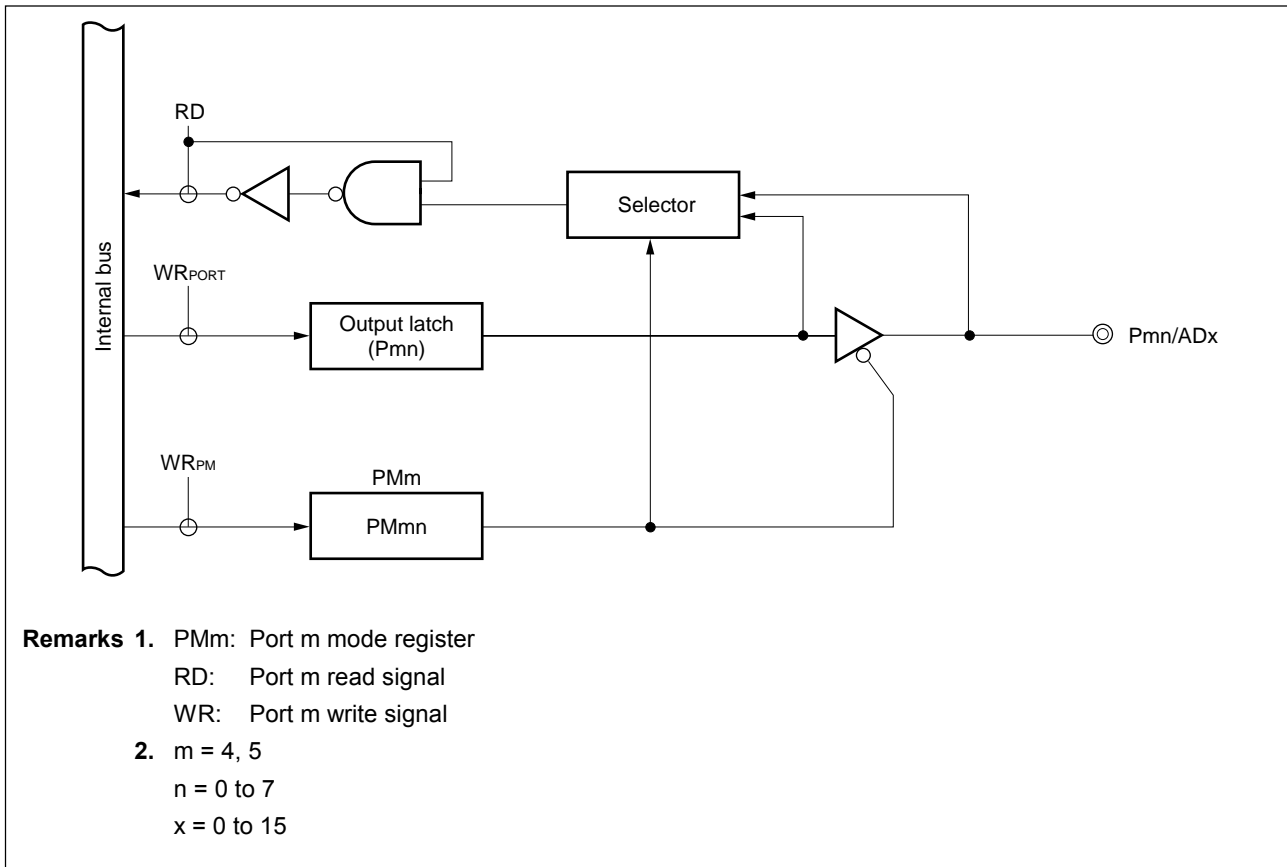 RD
Selector
Internal bus
WRPORT
Output latch
(Pmn)
Pmn/ADx
WRPM
PMm
PMmn
Remarks 1. PMm: Port m mode register
RD: Port m read signal
WR: Port m write signal
2. m = 4, 5
n = 0 to 7
x = 0 to 15